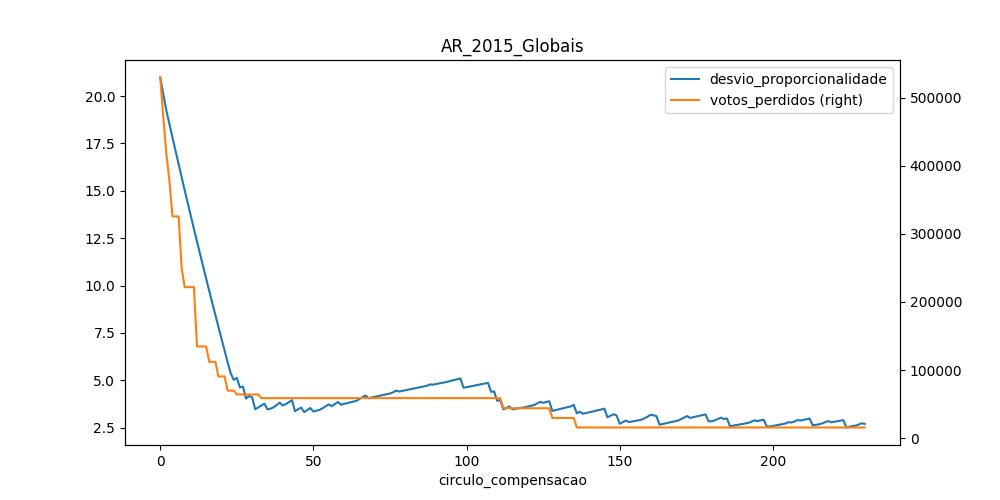 AR_2015_Globais
desvio_proporcionalidade
votos_perdidos (right)
20.0
17.5
15.0
12.5
10.0
7.5
5.0
2.5
500000
400000
300000
200000
100000
0
0 50 100 150 200
circulo_compensacao